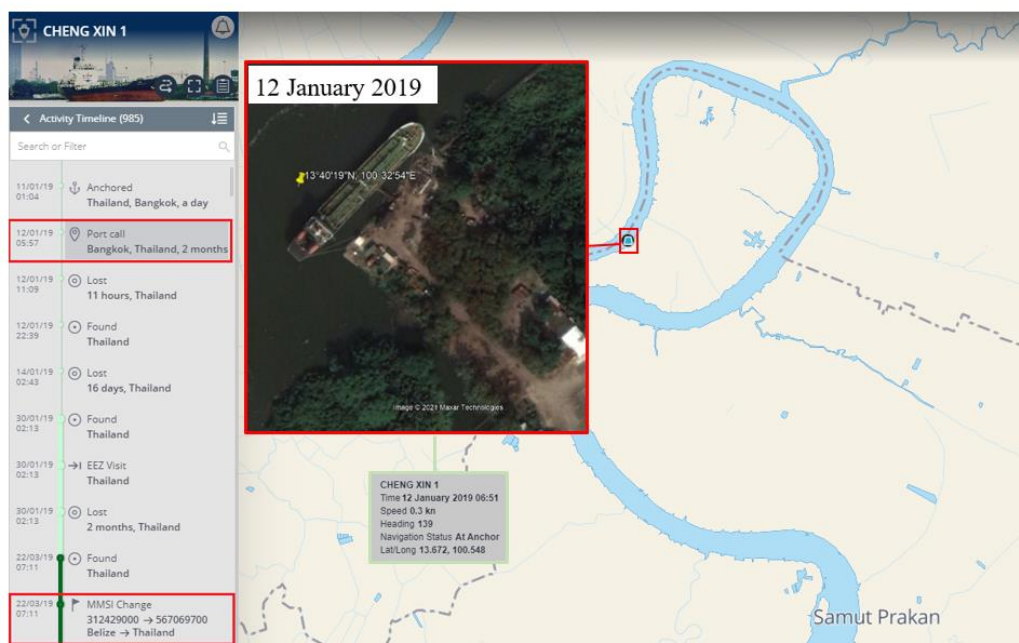 CHENG XIN 1
Activity Timeline (985)
Search or Filter
11/01/19
01:04
Anchored
Thailand, Bangkok, a day
12/01/19
05:57
Port call
Bangkok, Thailand, 2 months
12/01/19
11:09
Lost
11 hours, Thailand
12/01/19
22:39
Found
Thailand
14/01/19
02:43
Lost
16 days, Thailand
30/01/19
02:13
Found
Thailand
30/01/19
02:13
EEZ Visit
Thailand
30/01/19
02:13
Lost
2 months, Thailand
22/03/19
07:11
Found
Thailand
22/03/19
07:11
MMSI Change
312429000 → 567069700
Belize → Thailand
12 January 2019
13°40'19"N, 100°32'54"E
Image © 2021 Maxar Technologies
CHENG XIN 1
Time 12 January 2019 06:51
Speed 0.3 kn
Heading 139
Navigation Status At Anchor
Lat/Long 13.672, 100.548
Samut Prakan